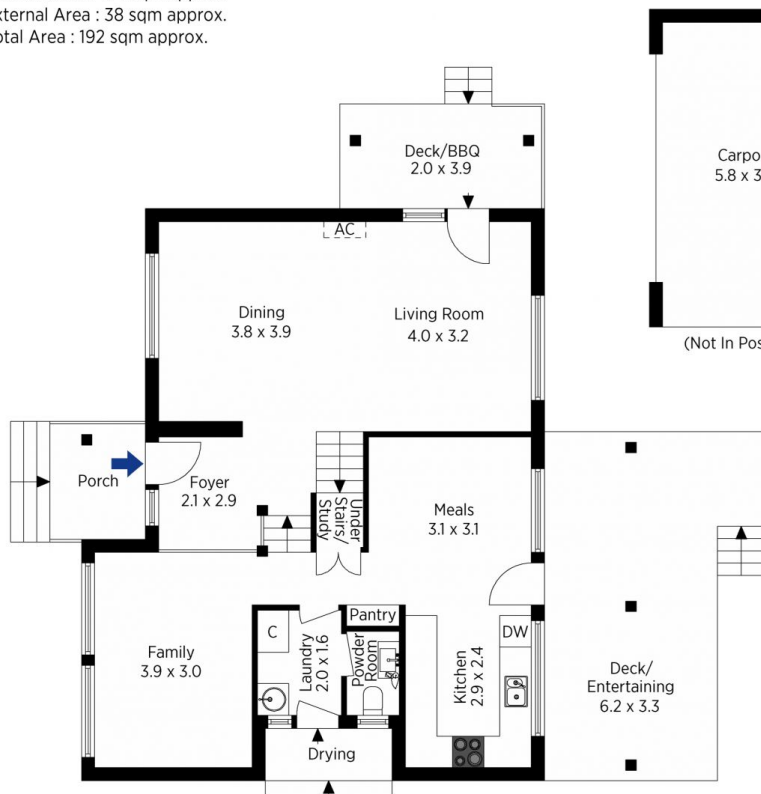 External Area : 38 sqm approx.
Total Area : 192 sqm approx.
Deck/BBQ
2.0 x 3.9
AC
Dining
3.8 x 3.9
Living Room
4.0 x 3.2
Carpo
5.8 x 3
(Not In Pos
Porch
Foyer
2.1 x 2.9
Under
Stairs/
Study
Meals
3.1 x 3.1
Family
3.9 x 3.0
C
Laundry
2.0 x 1.6
Pantry
Powder
Room
Kitchen
2.9 x 2.4
DW
Deck/
Entertaining
6.2 x 3.3
Drying